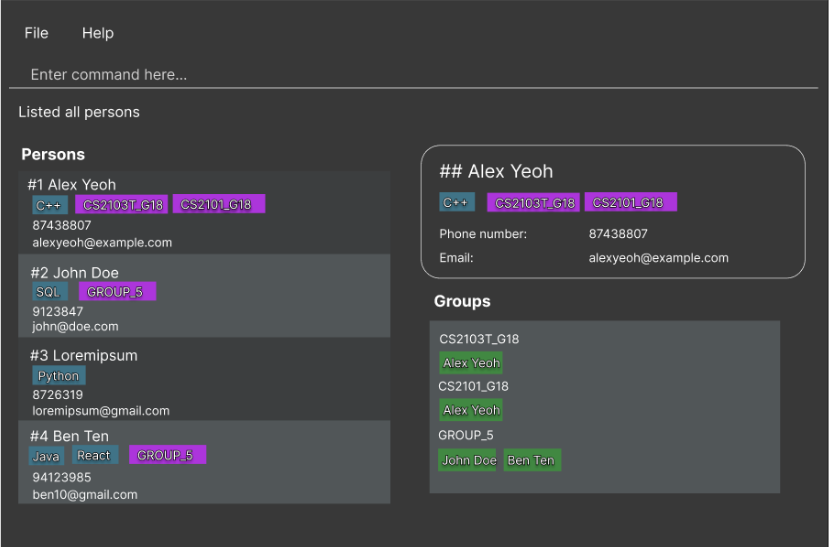 File Help
Enter command here...
Listed all persons
Persons
#1 Alex Yeoh
C++ CS2103T_G18 CS2101_G18
87438807
alexyeoh@example.com
#2 John Doe
SQL GROUP_5
9123847
john@doe.com
#3 Loremipsum
Python
8726319
loremipsum@gmail.com
#4 Ben Ten
Java React GROUP_5
94123985
ben10@gmail.com
## Alex Yeoh
C++ CS2103T_G18 CS2101_G18
Phone number: 87438807
Email: alexyeoh@example.com
Groups
CS2103T_G18
Alex Yeoh
CS2101_G18
Alex Yeoh
GROUP_5
John Doe Ben Ten